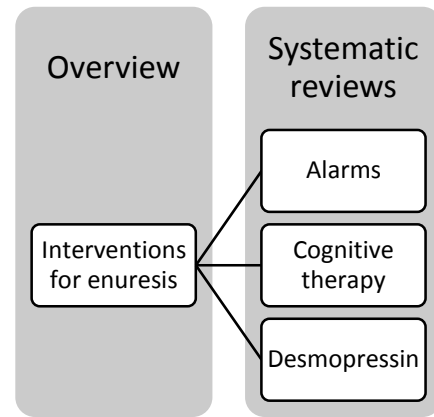 Overview
Interventions
for enuresis
Systematic
reviews
Alarms
Cognitive
therapy
Desmopressin